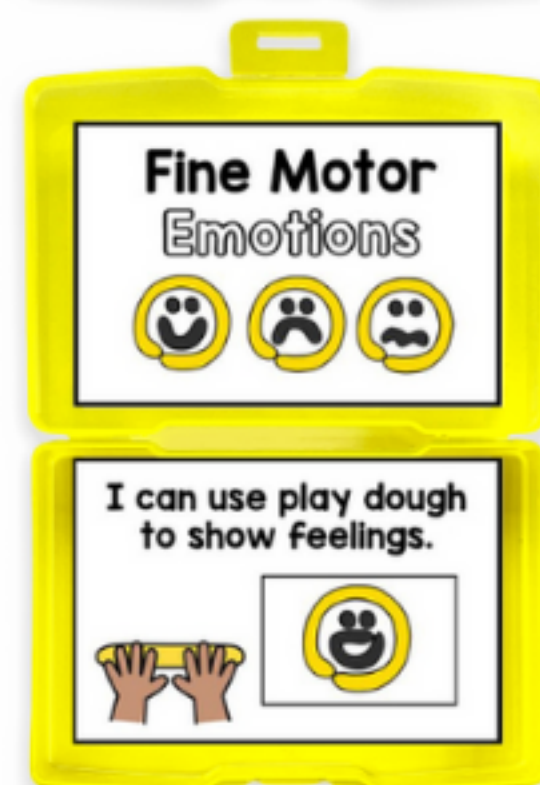 Fine Motor
Emotions
I can use play dough
to show feelings.